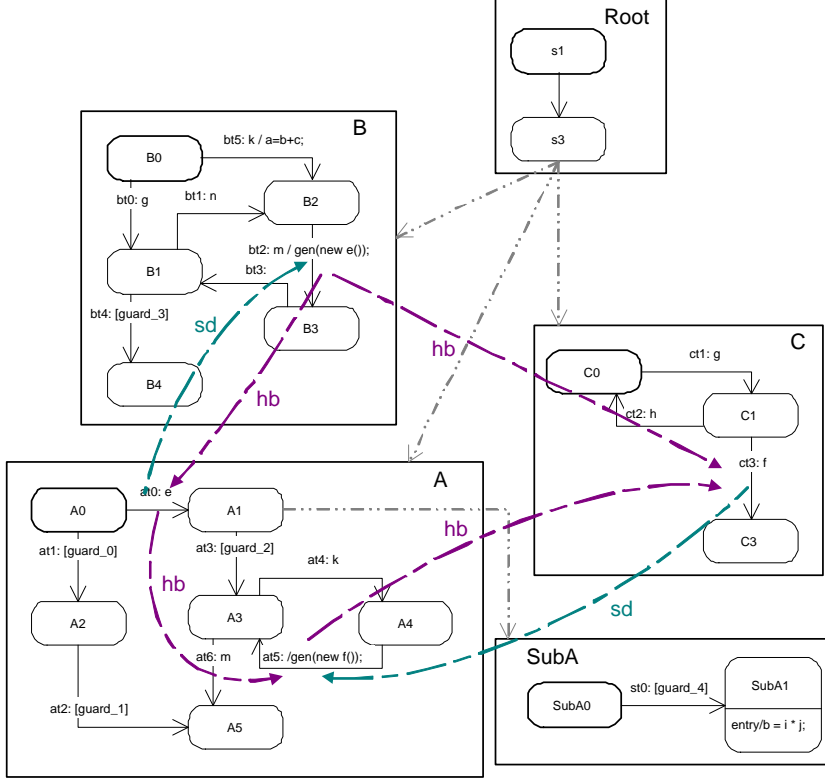 Root
s1
s3
B
bt5: k / a=b+c;
B0
bt0: g
bt1: n
B2
bt2: m / gen(new e());
B1
bt3:
bt4: [guard_3]
sd
B3
hb
B4
hb
C
ct1: g
C0
ct2: h
C1
ct3: f
C3
A
at0: e
A0
A1
at1: [guard_0]
at3: [guard_2]
at4: k
hb
hb
A2
A3
A4
sd
at6: m
at5: /gen(new f());
at2: [guard_1]
A5
SubA
st0: [guard_4]
SubA0
SubA1
entry/b = i * j;